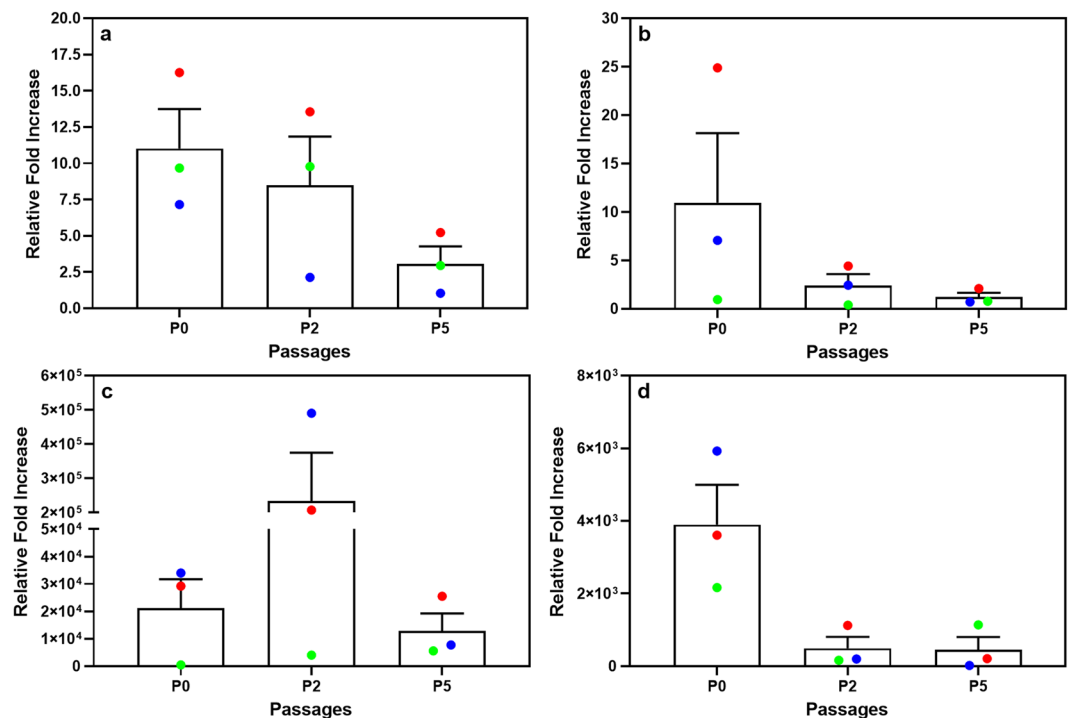 a
Relative Fold Increase
20.0
17.5
15.0
12.5
10.0
7.5
5.0
2.5
0.0
P0 P2 P5
Passages
b
Relative Fold Increase
30
25
20
15
10
5
0
P0 P2 P5
Passages
c
Relative Fold Increase
6×10⁵
5×10⁵
4×10⁵
3×10⁵
2×10⁵
5×10⁴
4×10⁴
3×10⁴
2×10⁴
1×10⁴
0
P0 P2 P5
Passages
d
Relative Fold Increase
8×10³
6×10³
4×10³
2×10³
0
P0 P2 P5
Passages